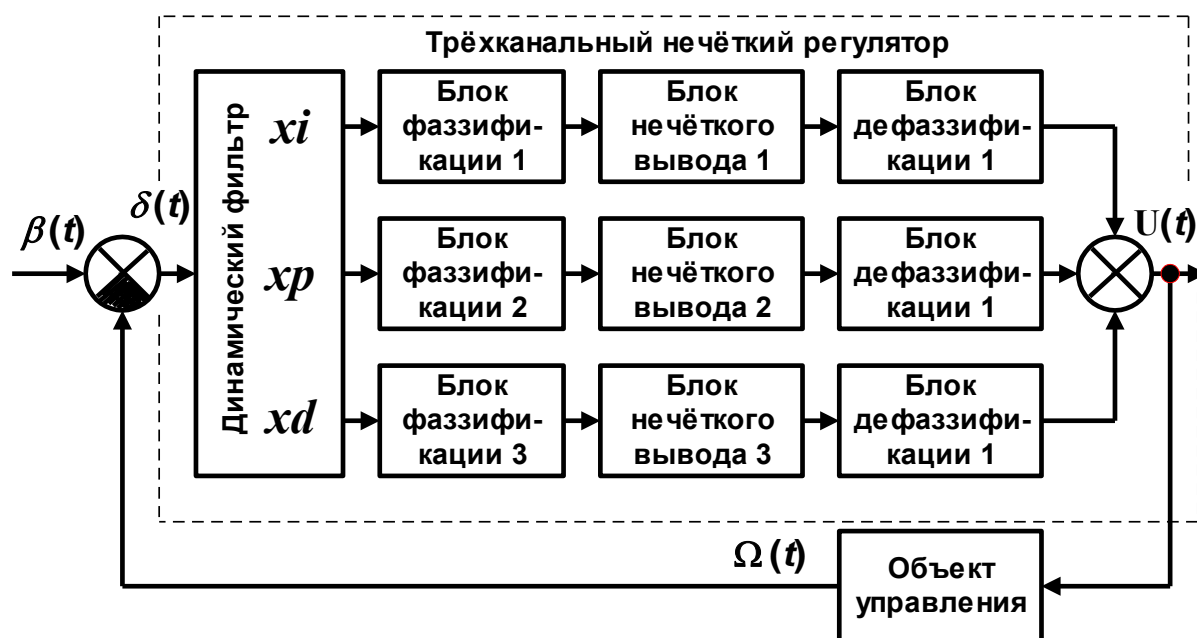 Трёхканальный нечёткий регулятор
β(t)
δ(t)
Динамический фильтр
xi
xp
xd
Блок
фаззифи-
кации 1
Блок
нечёткого
вывода 1
Блок
дефаззифи-
кации 1
Блок
фаззифи-
кации 2
Блок
нечёткого
вывода 2
Блок
дефаззифи-
кации 1
Блок
фаззифи-
кации 3
Блок
нечёткого
вывода 3
Блок
дефаззифи-
кации 1
U(t)
Ω(t)
Объект
управления